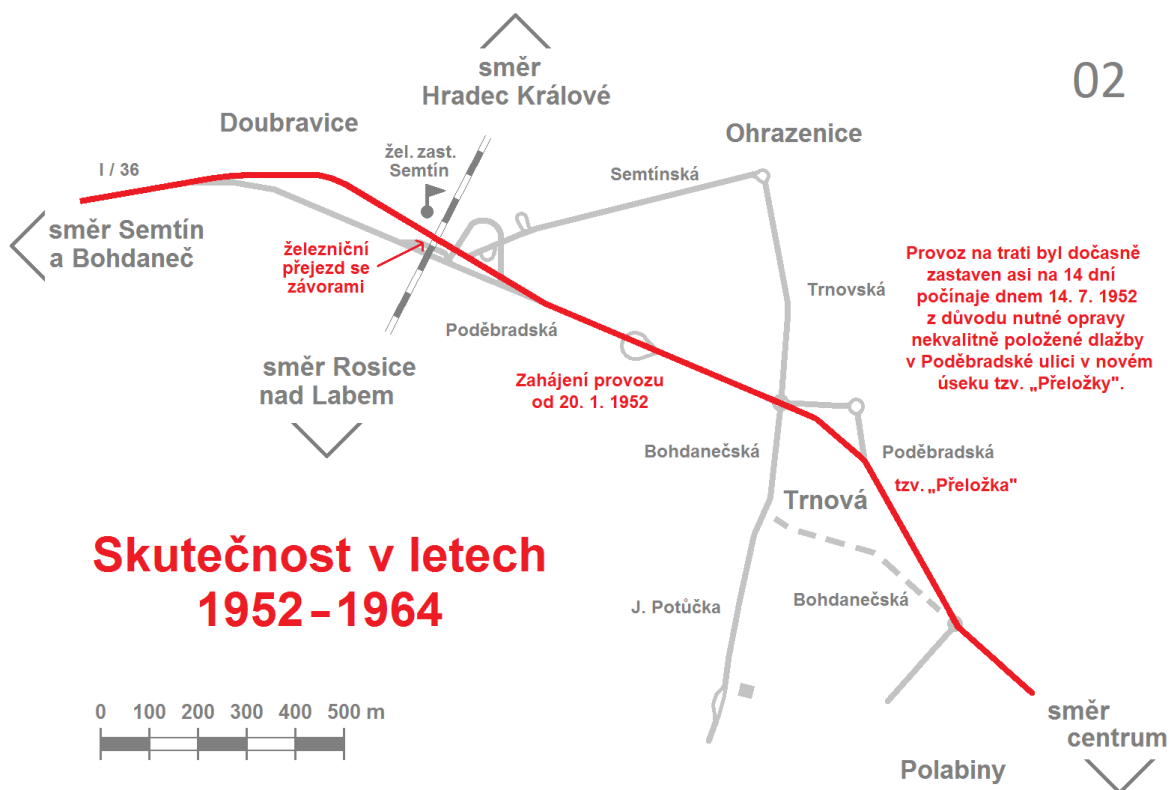 02
směr
Hradec Králové
Doubravice
Ohrazenice
žel. zast.
Semtín
I / 36
Semtínská
směr Semtín
a Bohdaneč
železniční
přejezd se
závorami
Provoz na trati byl dočasně
zastaven asi na 14 dní
počínaje dnem 14. 7. 1952
z důvodu nutné opravy
nekvalitně položené dlažby
v Poděbradské ulici v novém
úseku tzv. „Přeložky".
Trnovská
Poděbradská
směr Rosice
nad Labem
Zahájení provozu
od 20. 1. 1952
Bohdanečská
Poděbradská
tzv. „Přeložka"
Trnová
Skutečnost v letech
1952 – 1964
J. Potůčka
Bohdanečská
0 100 200 300 400 500 m
směr
centrum
Polabiny